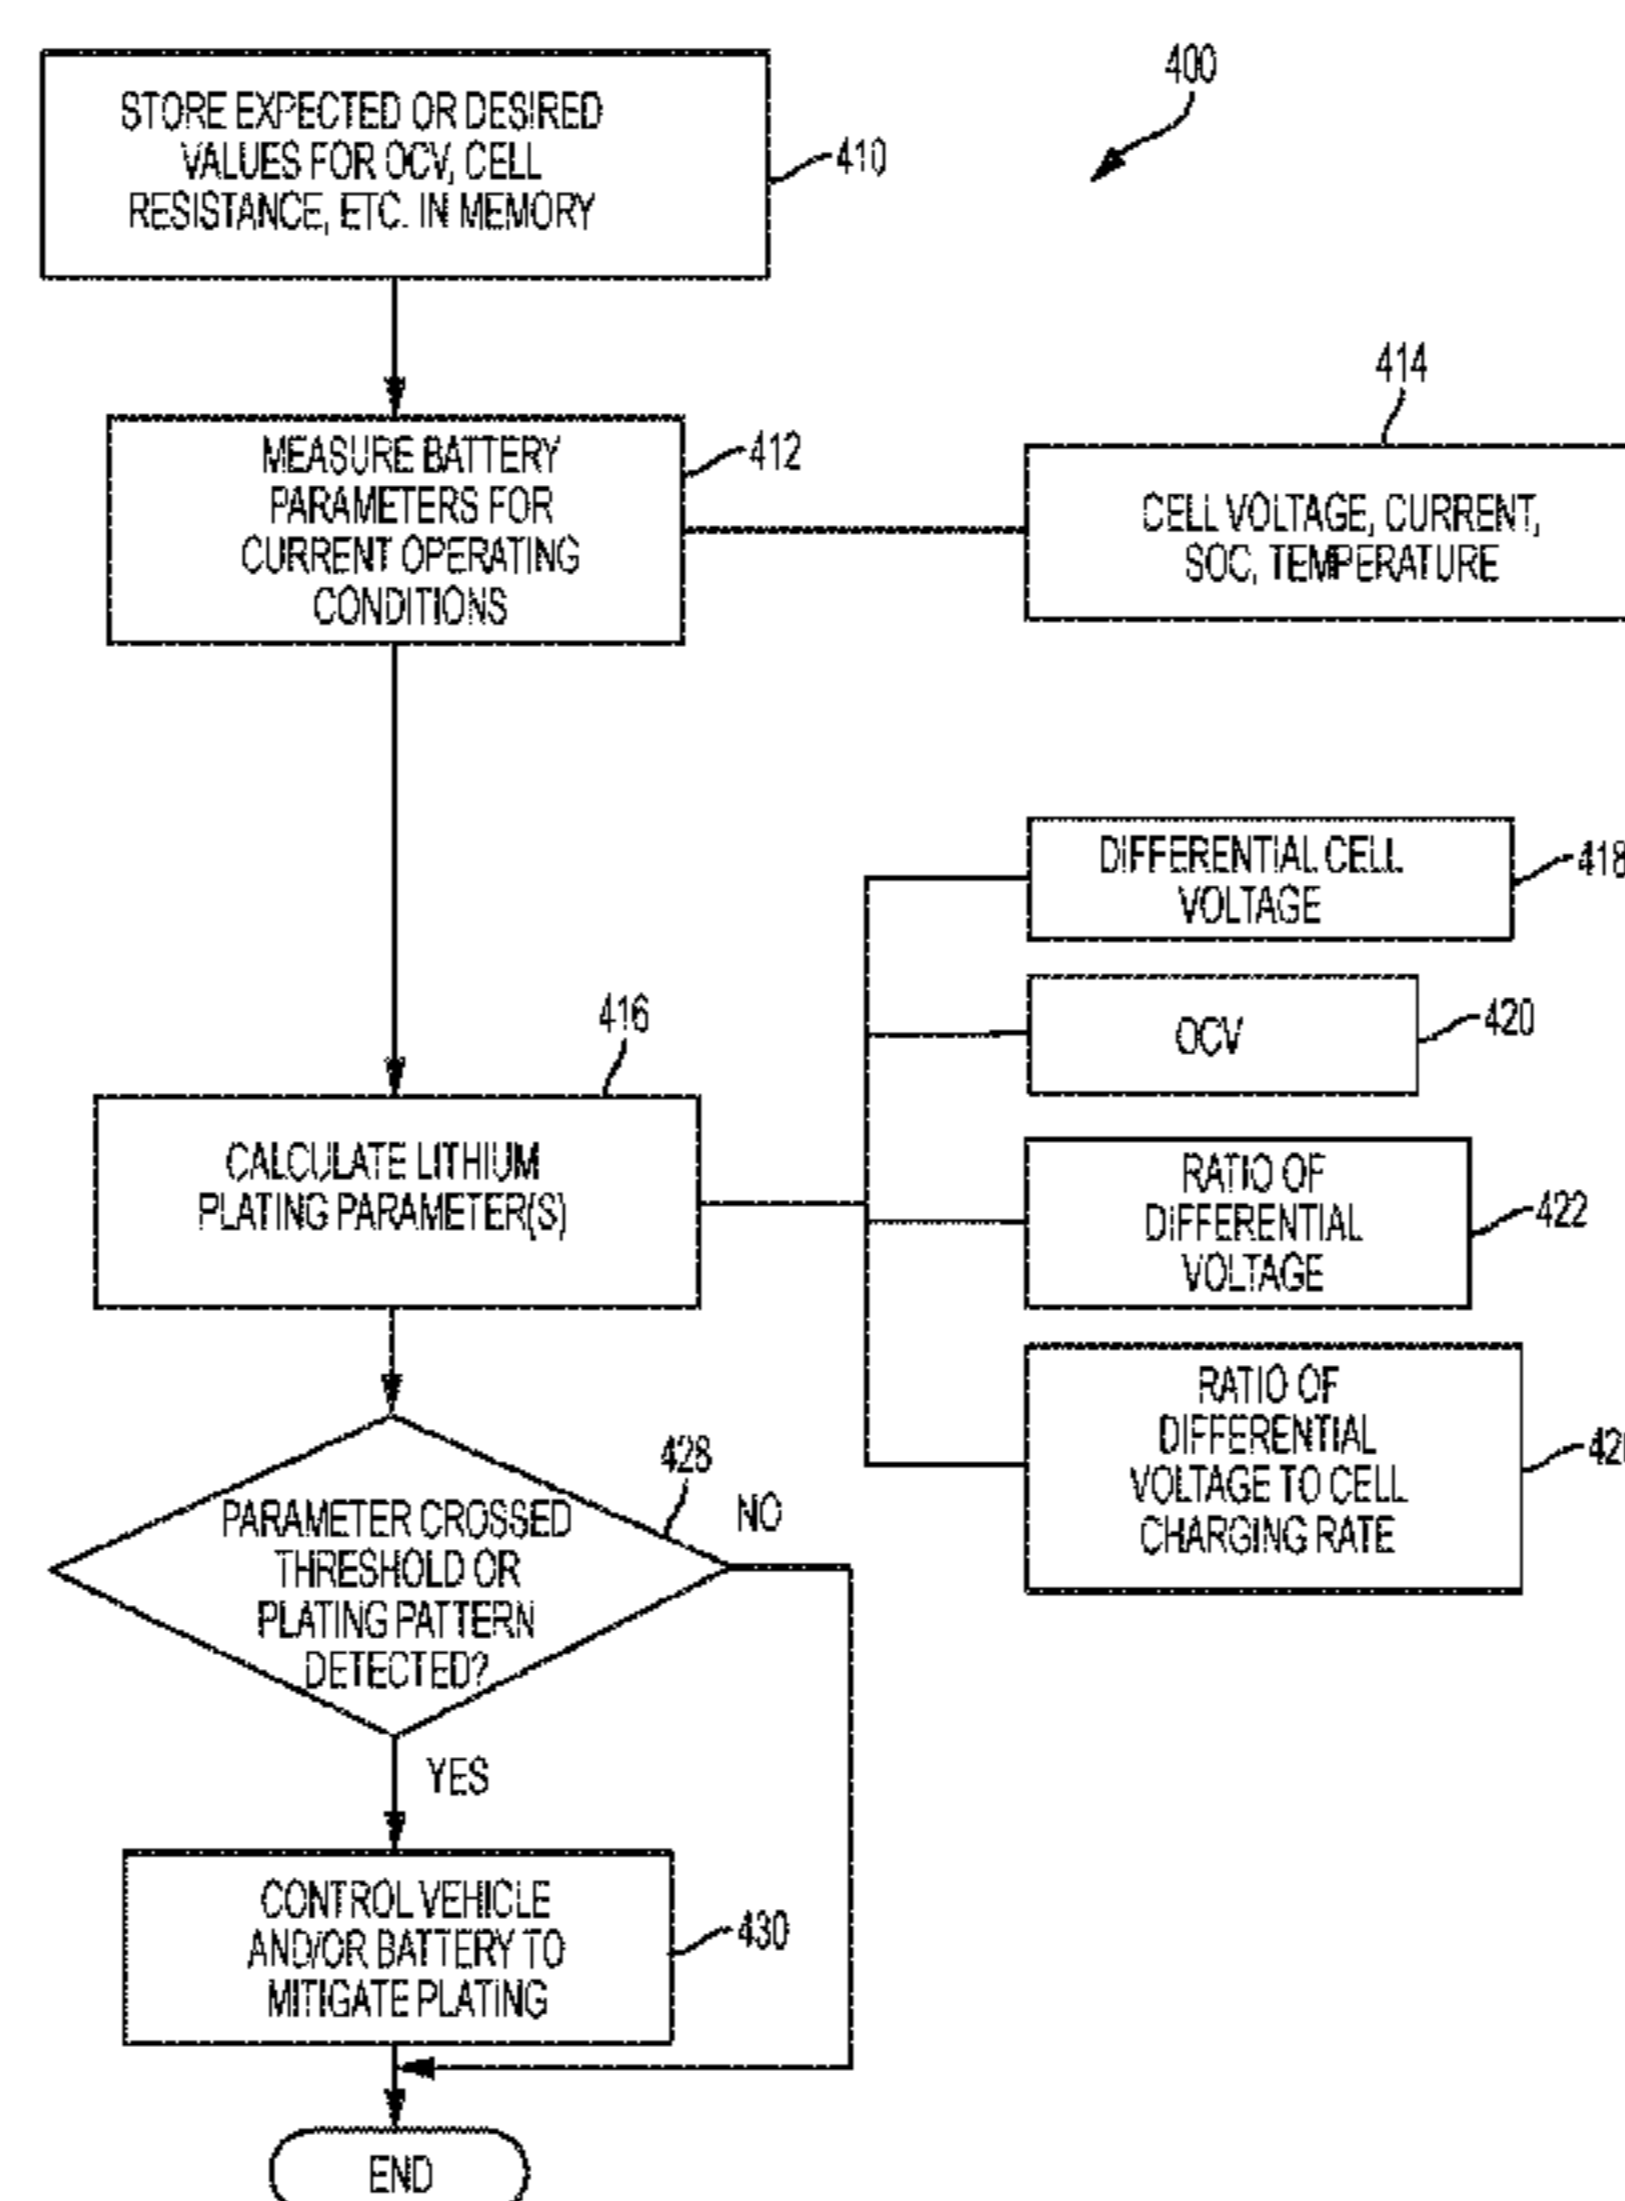 400
STORE EXPECTED OR DESIRED
VALUES FOR OCV, CELL
RESISTANCE, ETC. IN MEMORY
410
MEASURE BATTERY
PARAMETERS FOR
CURRENT OPERATING
CONDITIONS
412
414
CELL VOLTAGE, CURRENT,
SOC, TEMPERATURE
416
CALCULATE LITHIUM
PLATING PARAMETER(S)
DIFFERENTIAL CELL
VOLTAGE
418
OCV
420
RATIO OF
DIFFERENTIAL
VOLTAGE
422
RATIO OF
DIFFERENTIAL
VOLTAGE TO CELL
CHARGING RATE
428
PARAMETER CROSSED
THRESHOLD OR
PLATING PATTERN
DETECTED?
NO
YES
CONTROL VEHICLE
AND/OR BATTERY TO
MITIGATE PLATING
430
END